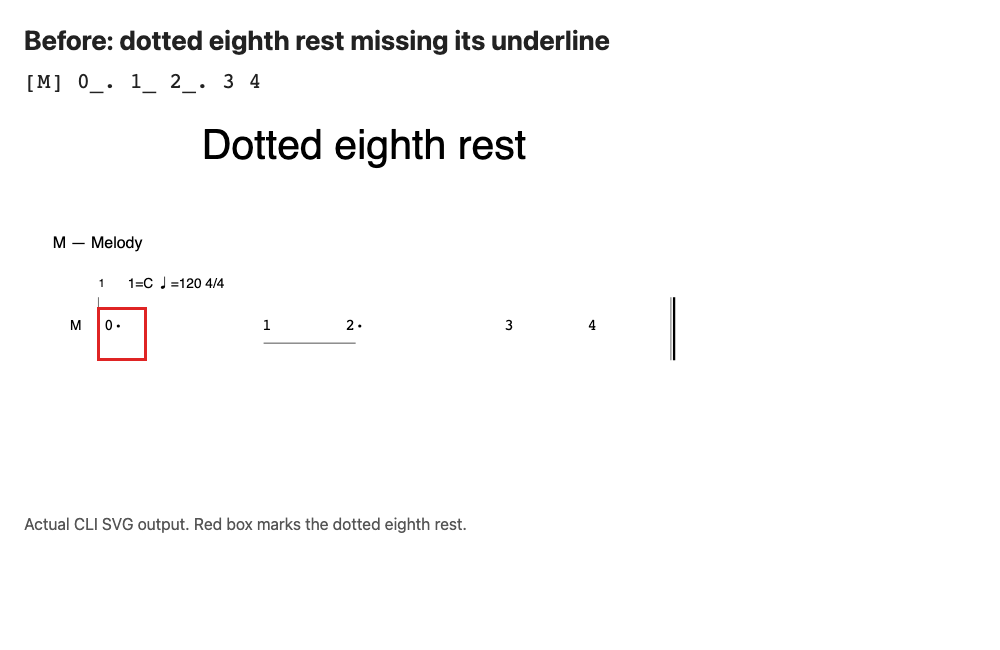 Before: dotted eighth rest missing its underline
[M] 0_. 1_ 2_. 3 4
Dotted eighth rest
M — Melody
1 1=C ♩=120 4/4
M 0· 1 2· 3 4
Actual CLI SVG output. Red box marks the dotted eighth rest.